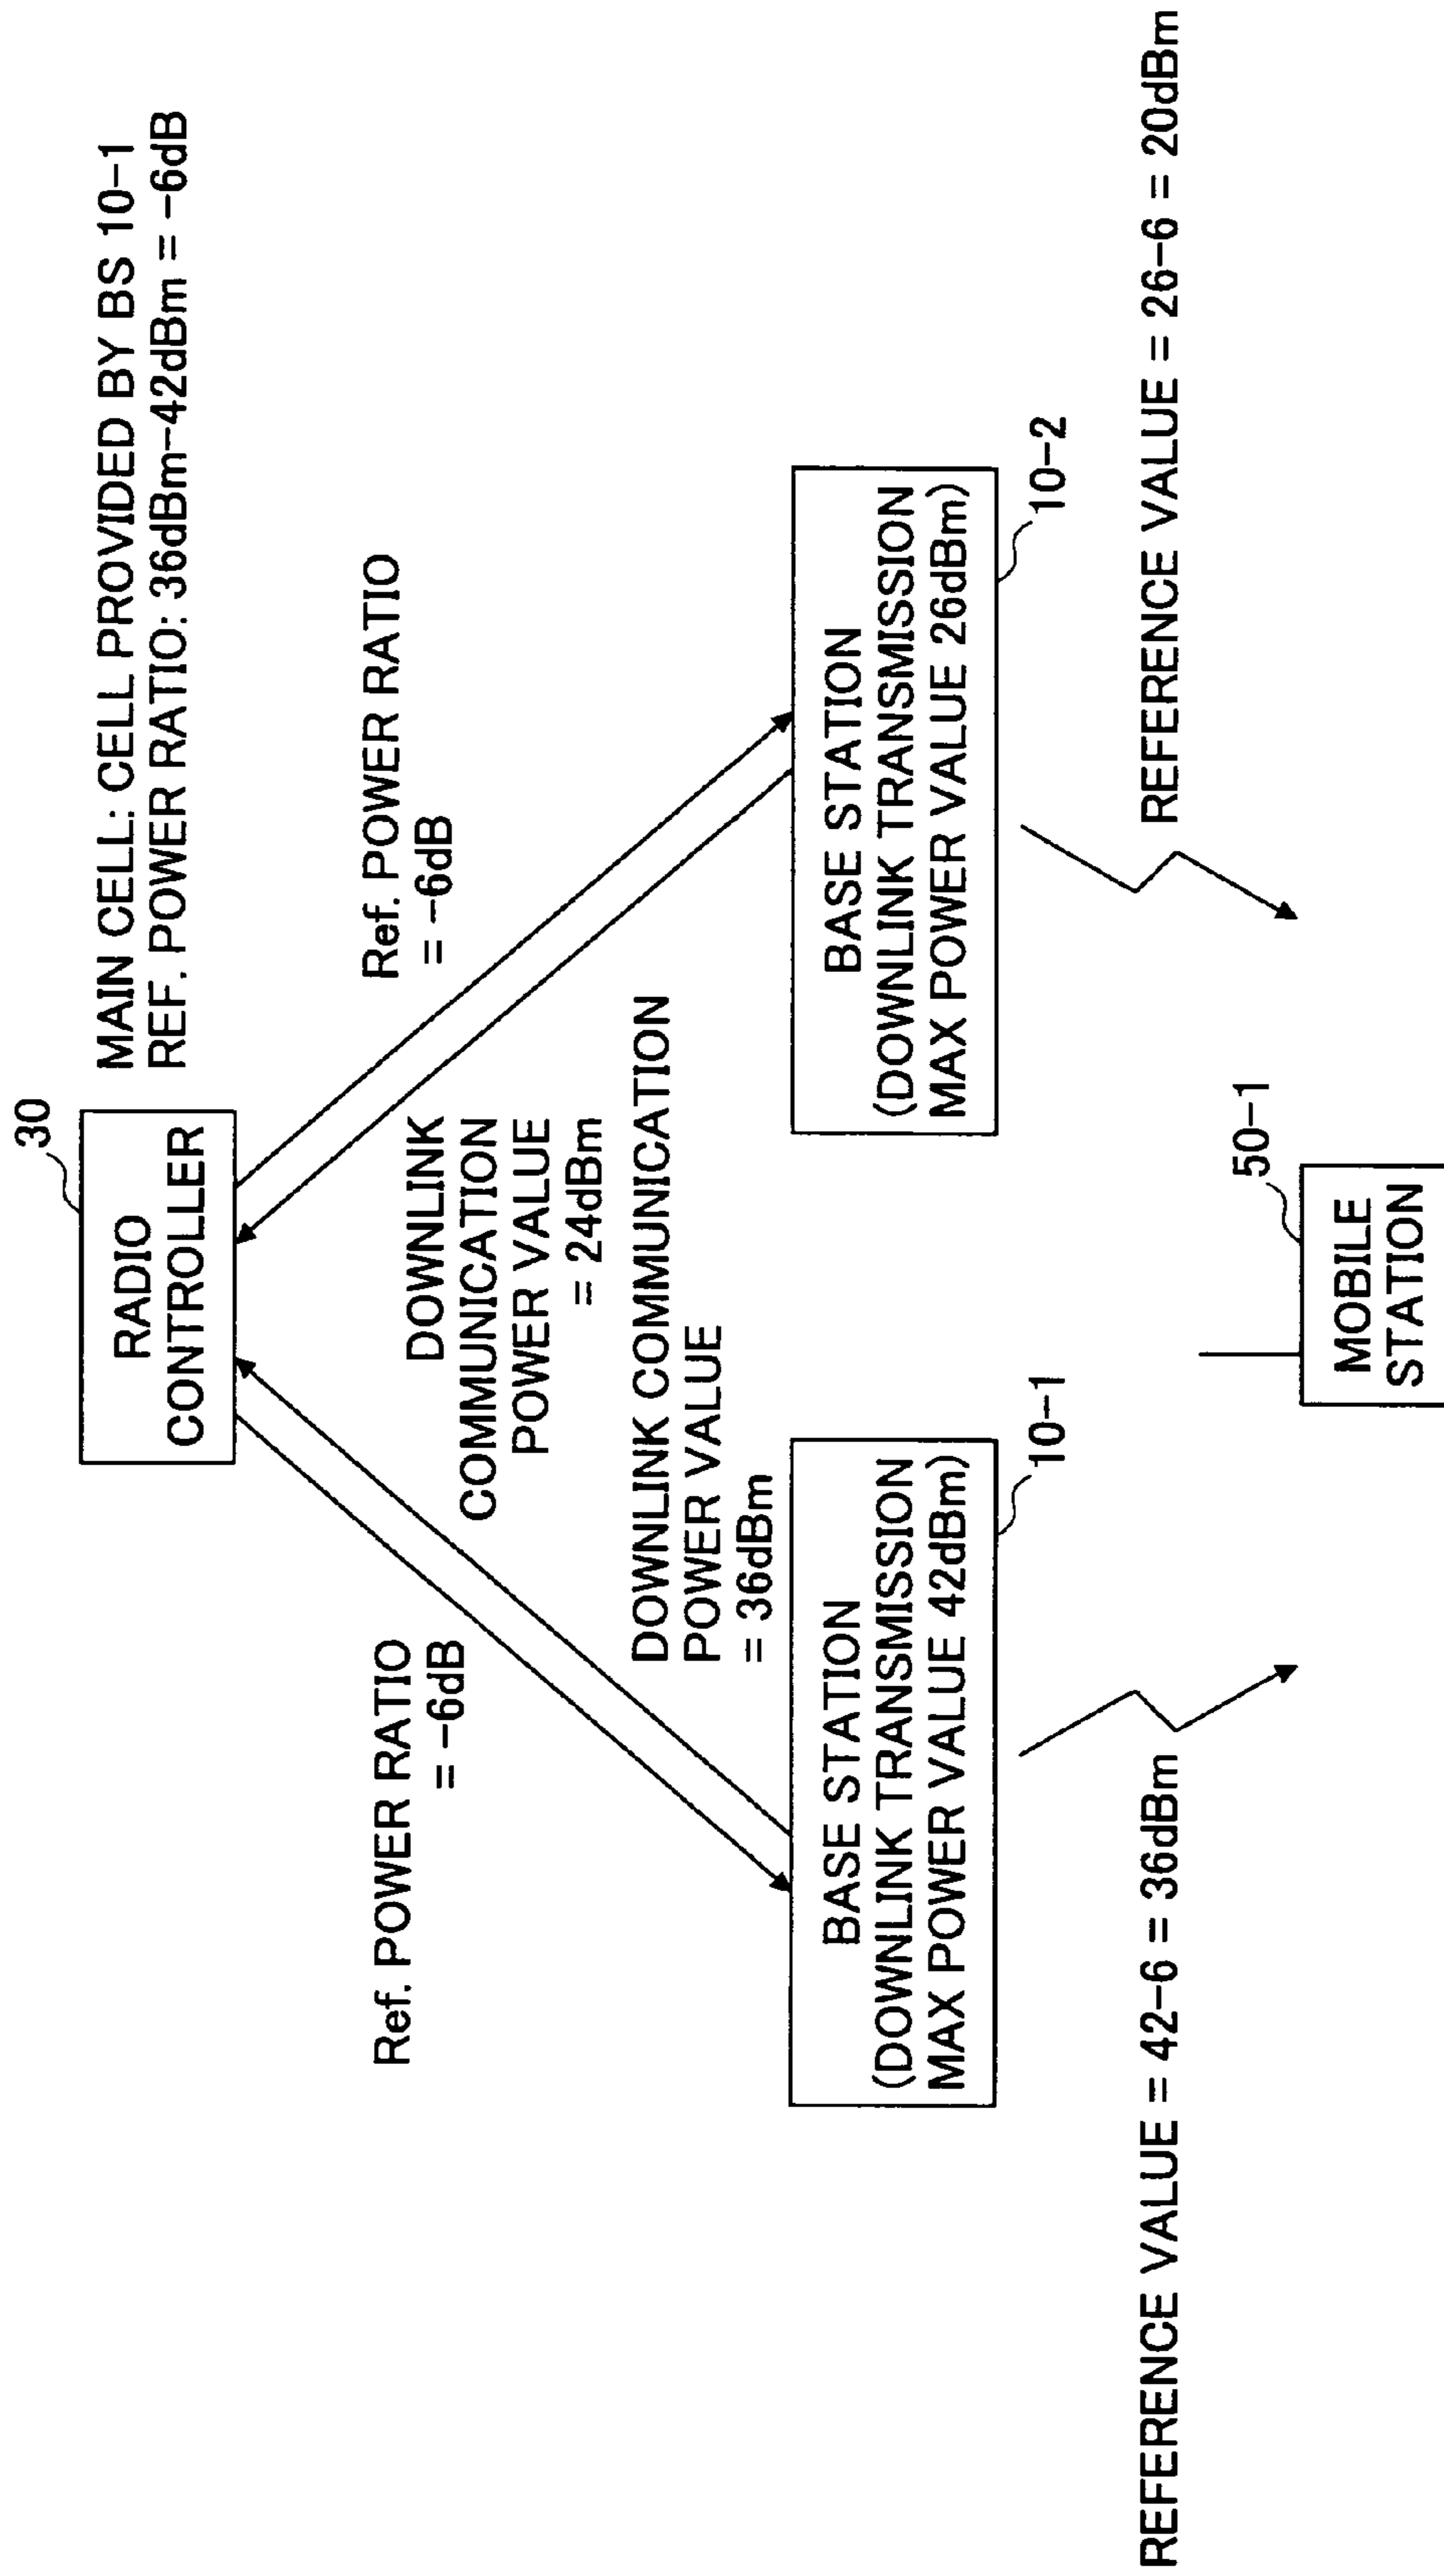 30
RADIO
CONTROLLER
MAIN CELL: CELL PROVIDED BY BS 10-1
REF. POWER RATIO: 36dBm-42dBm = -6dB
Ref. POWER RATIO
= -6dB
Ref. POWER RATIO
= -6dB
DOWNLINK
COMMUNICATION
POWER VALUE
= 24dBm
DOWNLINK COMMUNICATION
POWER VALUE
= 36dBm
BASE STATION
(DOWNLINK TRANSMISSION
MAX POWER VALUE 42dBm)
10-1
BASE STATION
(DOWNLINK TRANSMISSION
MAX POWER VALUE 26dBm)
10-2
REFERENCE VALUE = 42-6 = 36dBm
REFERENCE VALUE = 26-6 = 20dBm
50-1
MOBILE
STATION